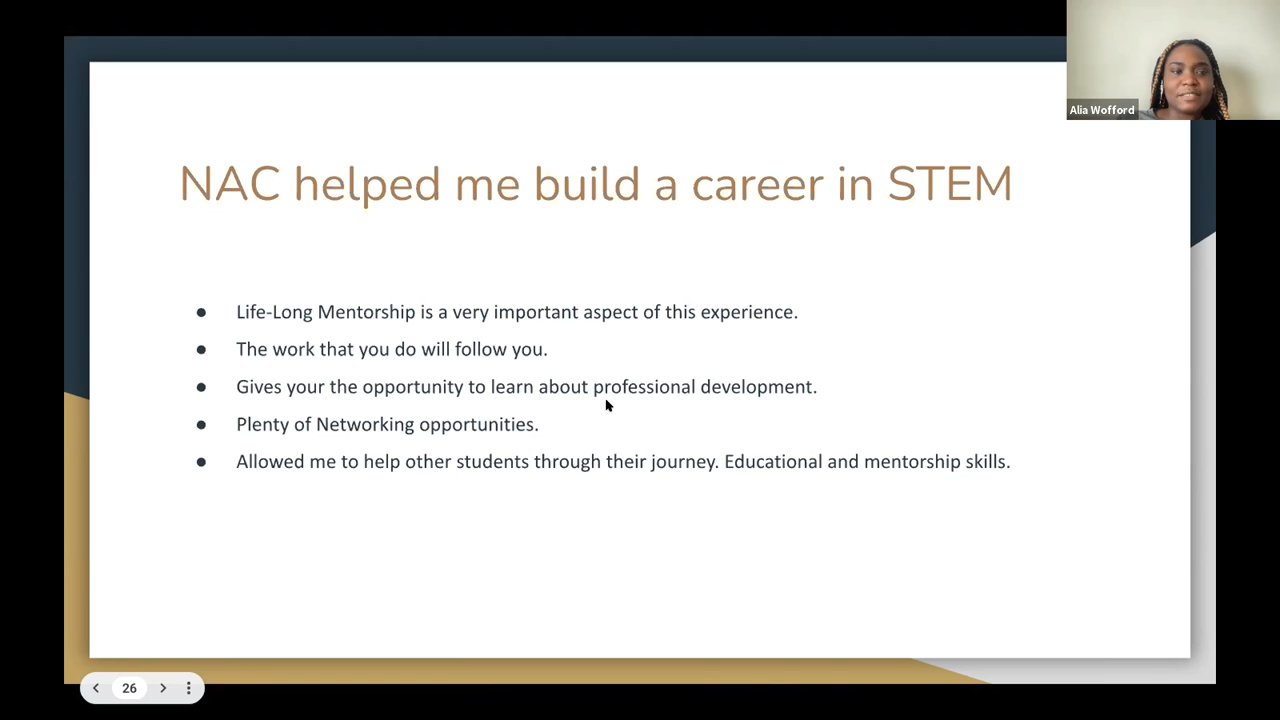 Alia Wofford
NAC helped me build a career in STEM
● Life-Long Mentorship is a very important aspect of this experience.
● The work that you do will follow you.
● Gives your the opportunity to learn about professional development.
● Plenty of Networking opportunities.
● Allowed me to help other students through their journey. Educational and mentorship skills.
26